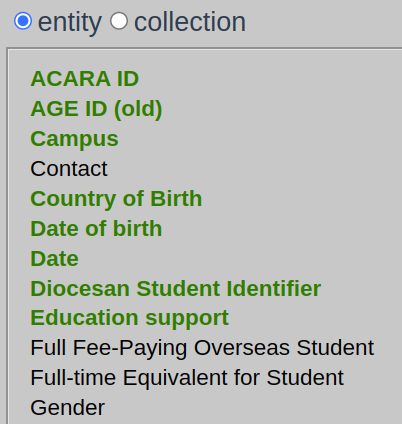 entity collection
ACARA ID
AGE ID (old)
Campus
Contact
Country of Birth
Date of birth
Date
Diocesan Student Identifier
Education support
Full Fee-Paying Overseas Student
Full-time Equivalent for Student
Gender